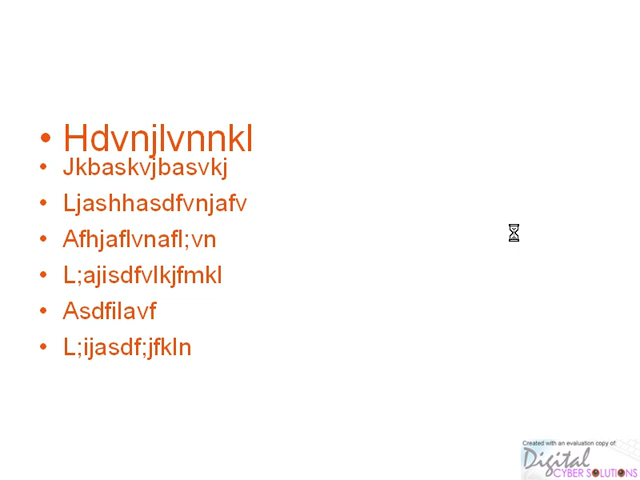 • Hdvnjlvnnkl
• Jkbaskvjbasvkj
• Ljashhasdfvnjafv
• Afhjaflvnafl;vn
• L;ajisdfvlkjfmkl
• Asdfilavf
• L;ijasdf;jfkln
Created with an evaluation copy of:
Digital
CYBER SOLUTIONS